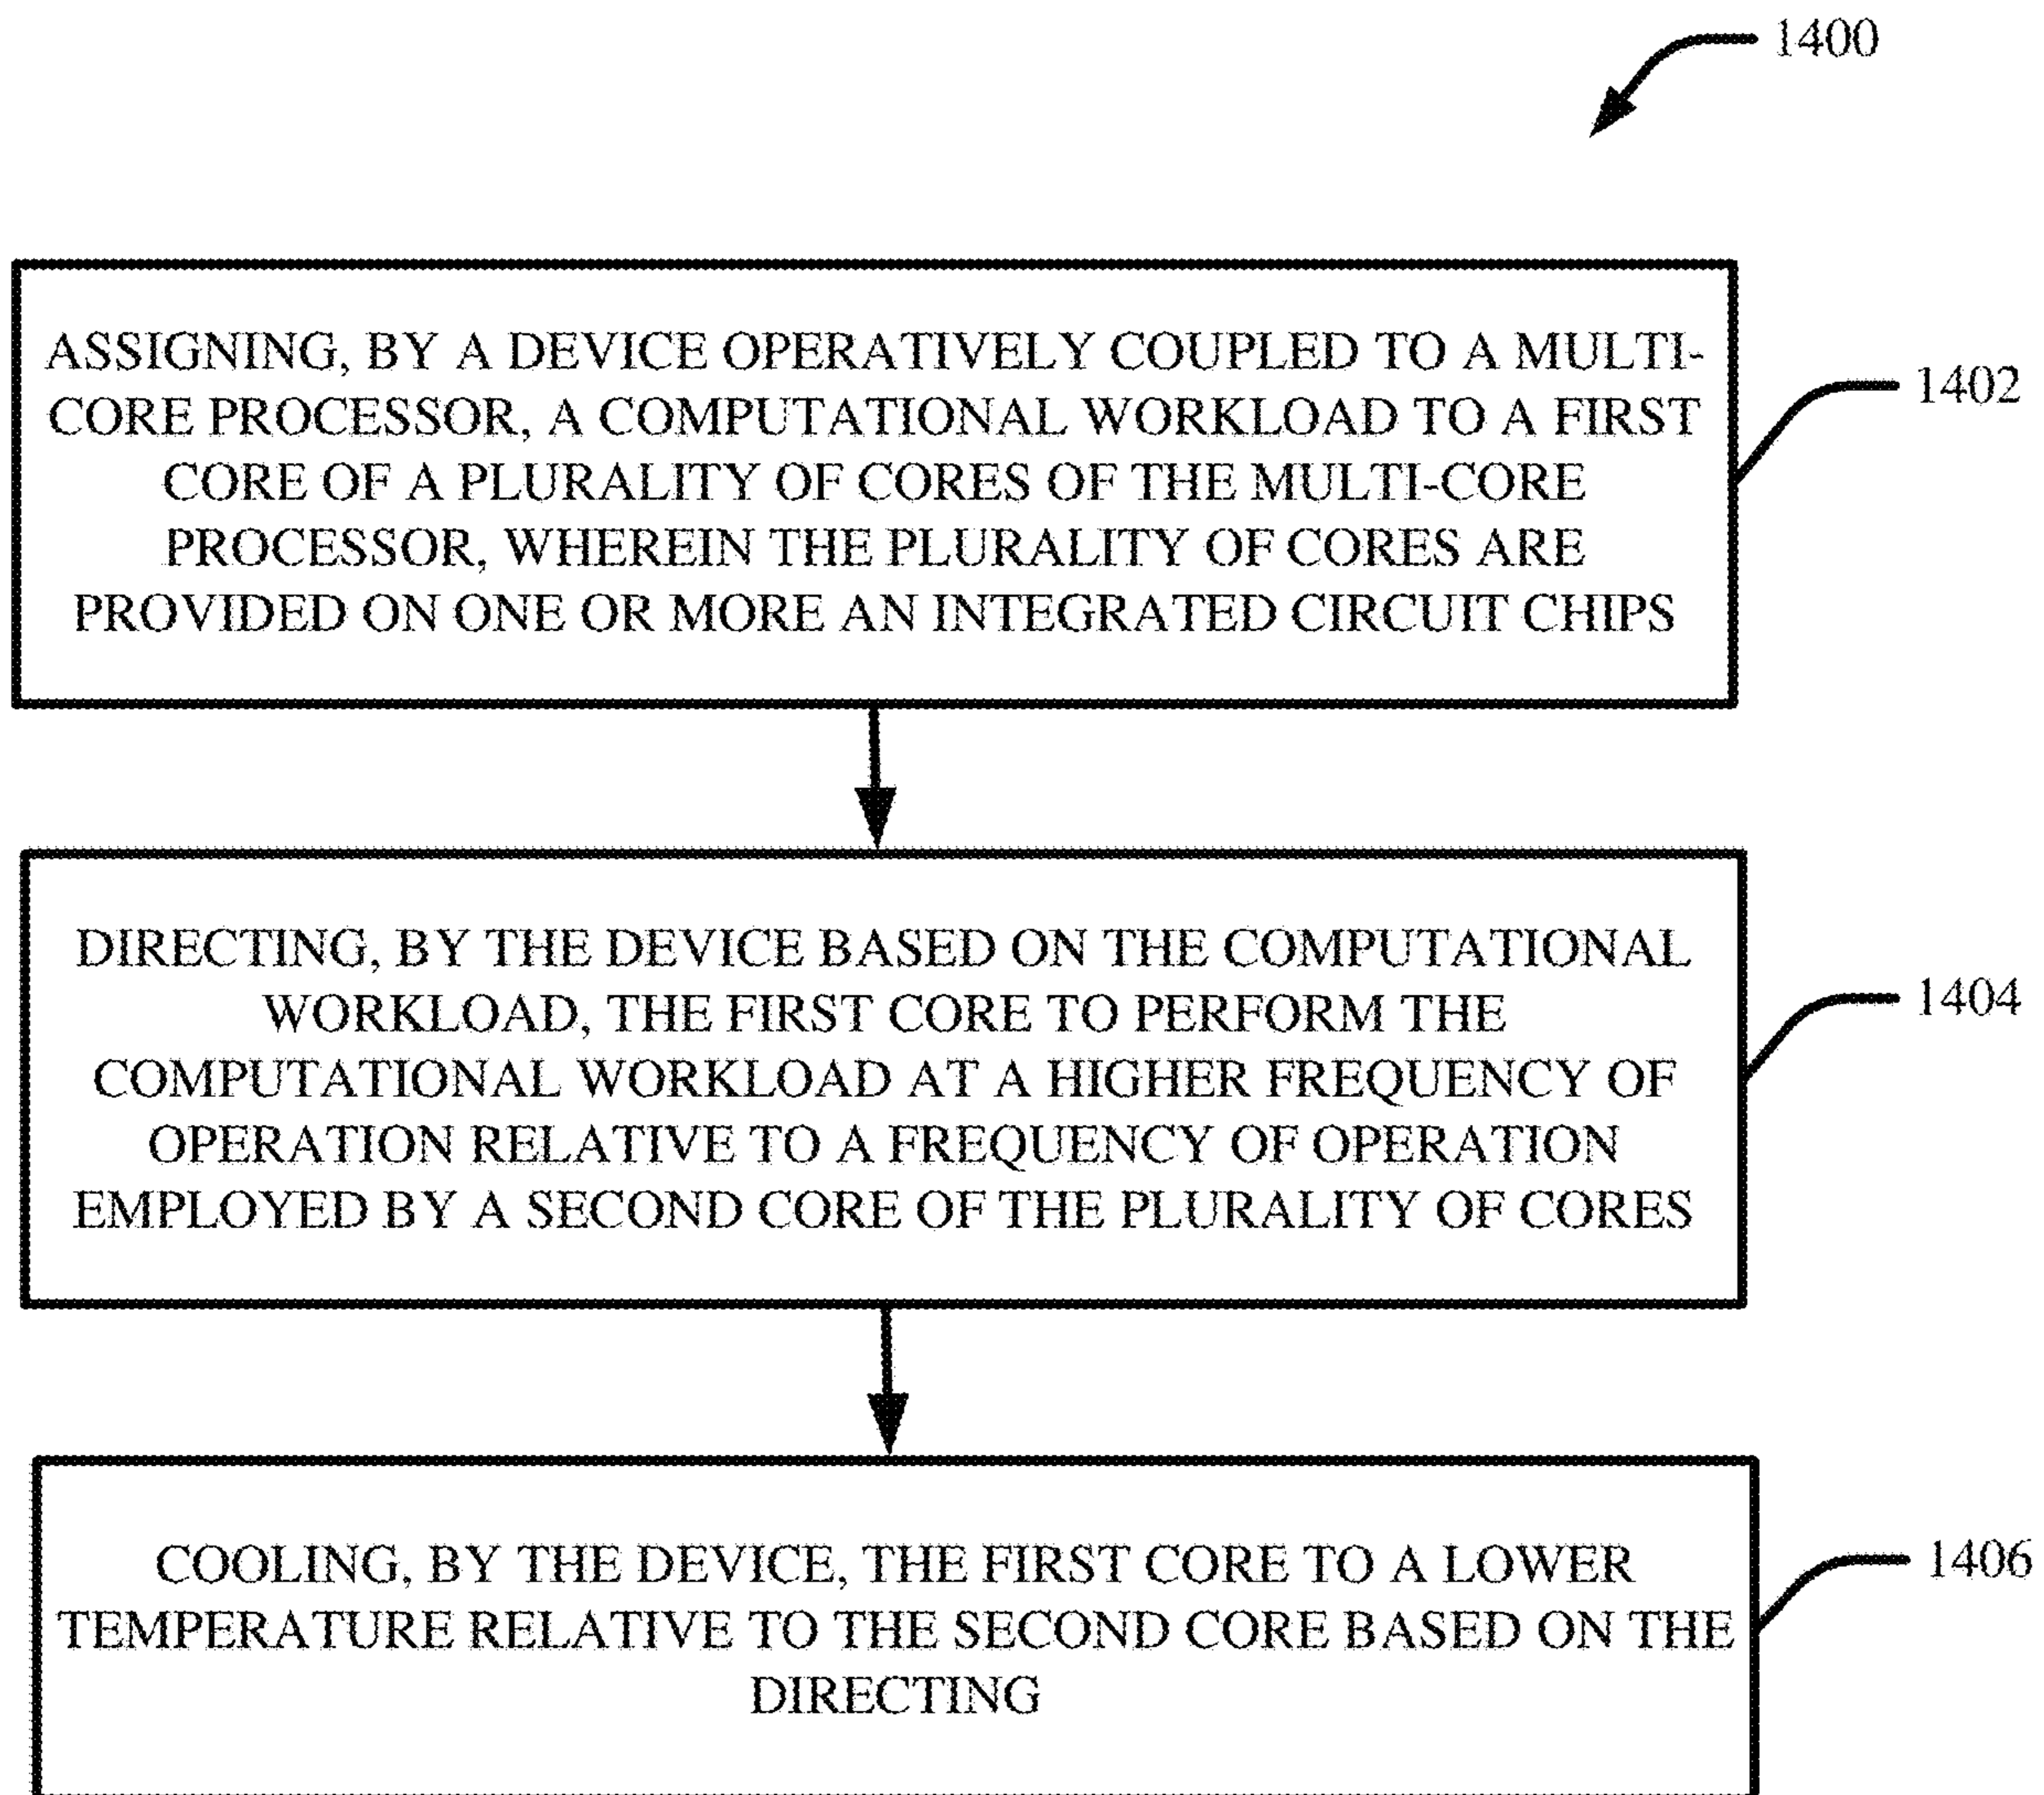 1400
ASSIGNING, BY A DEVICE OPERATIVELY COUPLED TO A MULTI-
CORE PROCESSOR, A COMPUTATIONAL WORKLOAD TO A FIRST
CORE OF A PLURALITY OF CORES OF THE MULTI-CORE
PROCESSOR, WHEREIN THE PLURALITY OF CORES ARE
PROVIDED ON ONE OR MORE AN INTEGRATED CIRCUIT CHIPS
1402
DIRECTING, BY THE DEVICE BASED ON THE COMPUTATIONAL
WORKLOAD, THE FIRST CORE TO PERFORM THE
COMPUTATIONAL WORKLOAD AT A HIGHER FREQUENCY OF
OPERATION RELATIVE TO A FREQUENCY OF OPERATION
EMPLOYED BY A SECOND CORE OF THE PLURALITY OF CORES
1404
COOLING, BY THE DEVICE, THE FIRST CORE TO A LOWER
TEMPERATURE RELATIVE TO THE SECOND CORE BASED ON THE
DIRECTING
1406